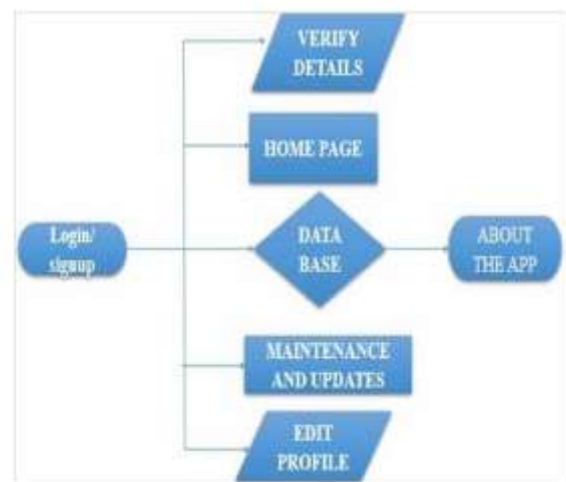 VERIFY
DETAILS
HOME PAGE
Login/
signup
DATA
BASE
ABOUT
THE APP
MAINTENANCE
AND UPDATES
EDIT
PROFILE